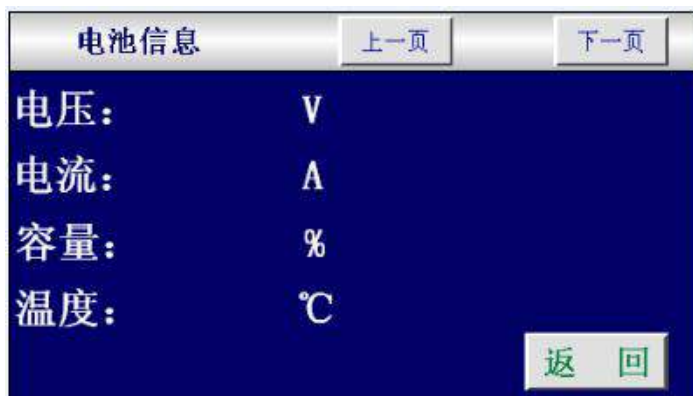 电池信息 上一页 下一页
电压： V
电流： A
容量： %
温度： ℃
返 回